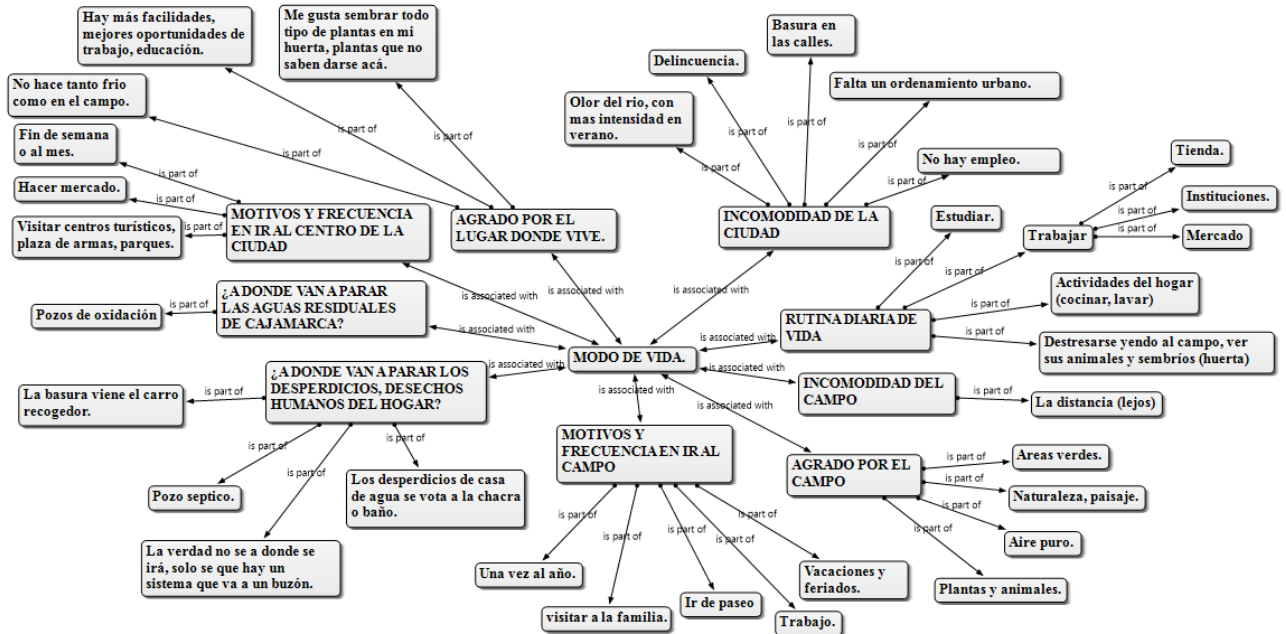 Hay más facilidades,
mejores oportunidades de
trabajo, educación.
Me gusta sembrar todo
tipo de plantas en mi
huerta, plantas que no
saben darse acá.
No hace tanto frio
como en el campo.
Fin de semana
o al mes.
Hacer mercado.
Visitar centros turísticos,
plaza de armas, parques.
is part of
is part of
is part of
is part of
is part of
is part of
MOTIVOS Y FRECUENCIA
EN IR AL CENTRO DE LA
CIUDAD
AGRADO POR EL
LUGAR DONDE VIVE.
Basura en
las calles.
Delincuencia.
Olor del rio, con
mas intensidad en
verano.
Falta un ordenamiento urbano.
No hay empleo.
is part of
is part of
is part of
is part of
is part of
INCOMODIDAD DE LA
CIUDAD
Tienda.
Instituciones.
Mercado
is part of
is part of
is part of
Estudiar.
Trabajar
Actividades del hogar
(cocinar, lavar)
Destresarse yendo al campo, ver
sus animales y sembríos (huerta)
is part of
is part of
is part of
is part of
RUTINA DIARIA DE
VIDA
Pozos de oxidación
is part of
¿A DONDE VAN A PARAR
LAS AGUAS RESIDUALES
DE CAJAMARCA?
is associated with
is associated with
is associated with
is associated with
is associated with
MODO DE VIDA.
is associated with
is associated with
is associated with
is associated with
INCOMODIDAD DEL
CAMPO
is part of
La distancia (lejos)
¿A DONDE VAN A PARAR LOS
DESPERDICIOS, DESECHOS
HUMANOS DEL HOGAR?
is part of
La basura viene el carro
recogedor.
is part of
is part of
is part of
Pozo septico.
La verdad no se a donde se
irá, solo se que hay un
sistema que va a un buzón.
Los desperdicios de casa
de agua se vota a la chacra
o baño.
MOTIVOS Y
FRECUENCIA EN IR AL
CAMPO
is part of
is part of
is part of
is part of
is part of
Una vez al año.
visitar a la familia.
Ir de paseo
Trabajo.
Vacaciones y
feriados.
AGRADO POR EL
CAMPO
is part of
is part of
is part of
is part of
Areas verdes.
Naturaleza, paisaje.
Aire puro.
Plantas y animales.